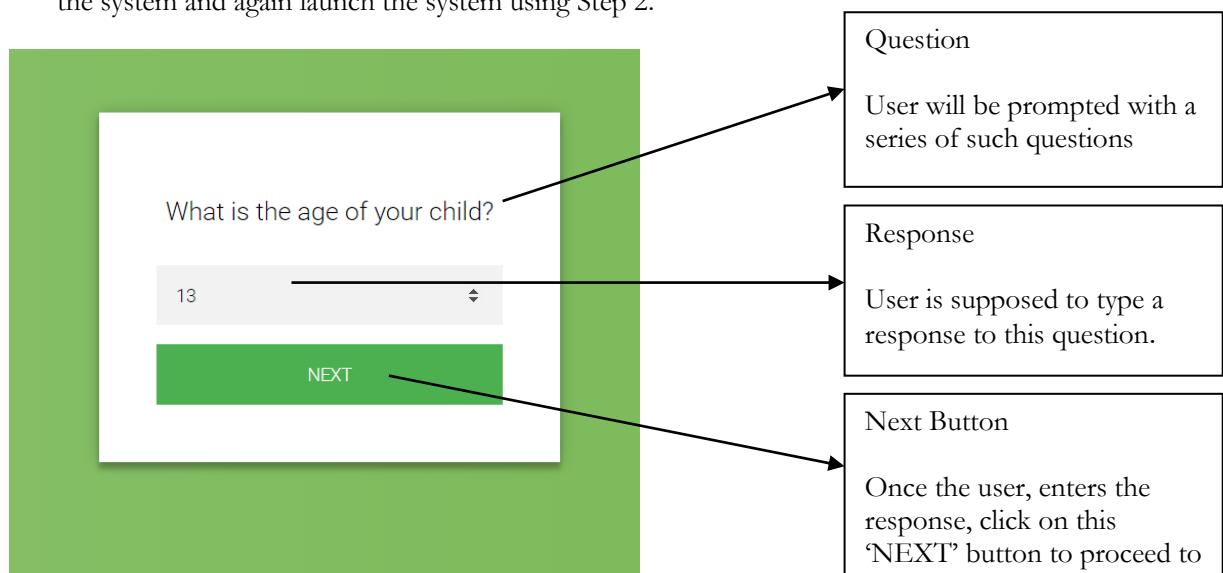 the system and again launch the system using Step 2.
What is the age of your child?
13
NEXT
Question
User will be prompted with a
series of such questions
Response
User is supposed to type a
response to this question.
Next Button
Once the user, enters the
response, click on this
‘NEXT’ button to proceed to